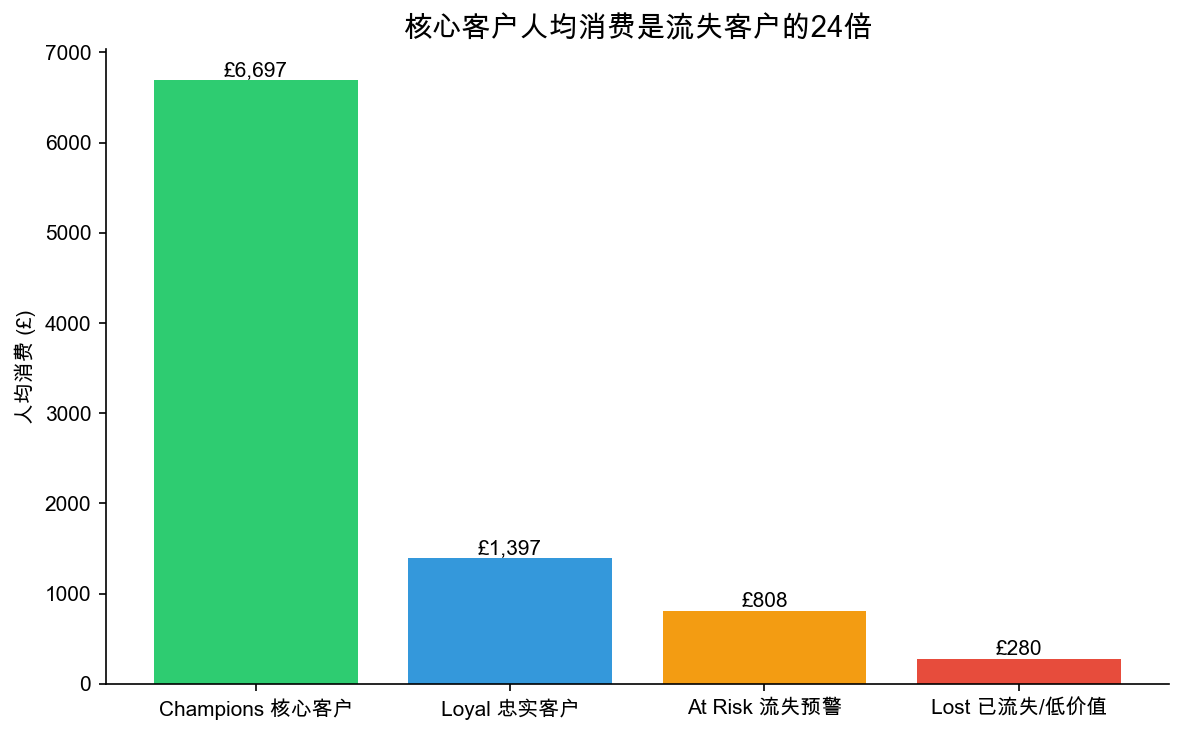 核心客户人均消费是流失客户的24倍
人均消费 (£)
7000
6000
5000
4000
3000
2000
1000
0
£6,697
£1,397
£808
£280
Champions 核心客户
Loyal 忠实客户
At Risk 流失预警
Lost 已流失/低价值